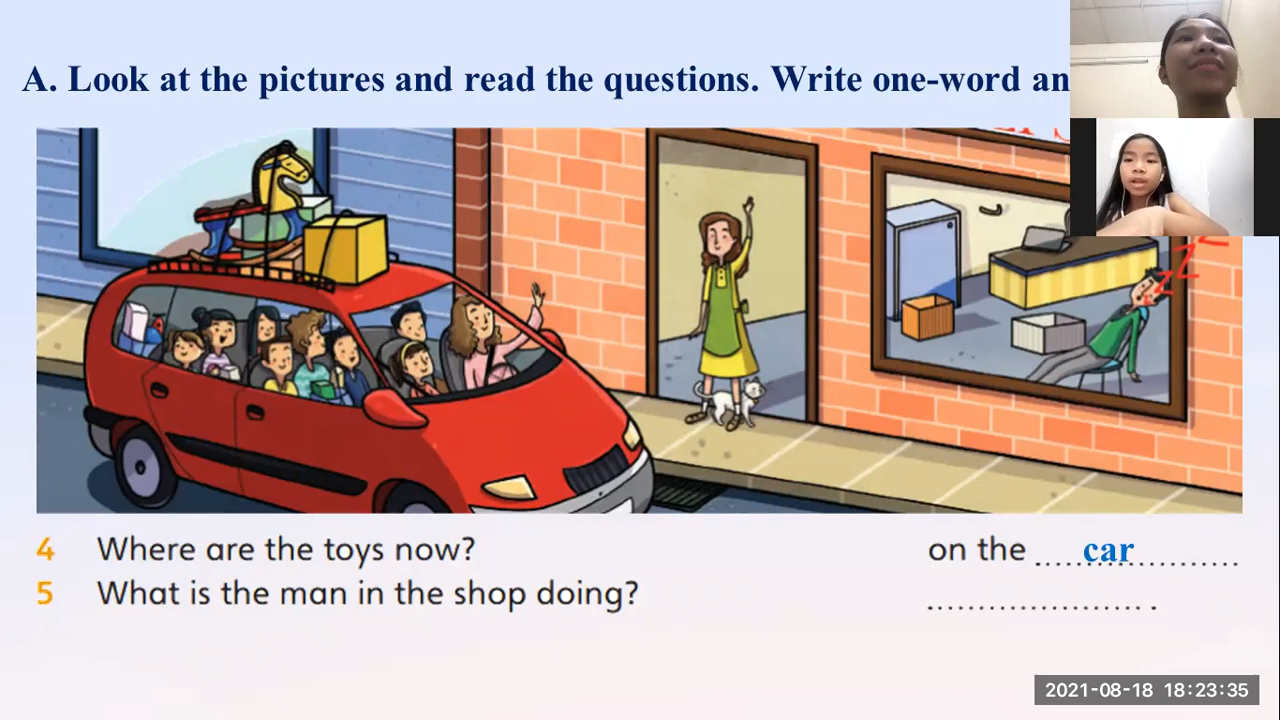 A. Look at the pictures and read the questions. Write one-word an
Z
4 Where are the toys now? on the car
5 What is the man in the shop doing? .
2021-08-18 18:23:35